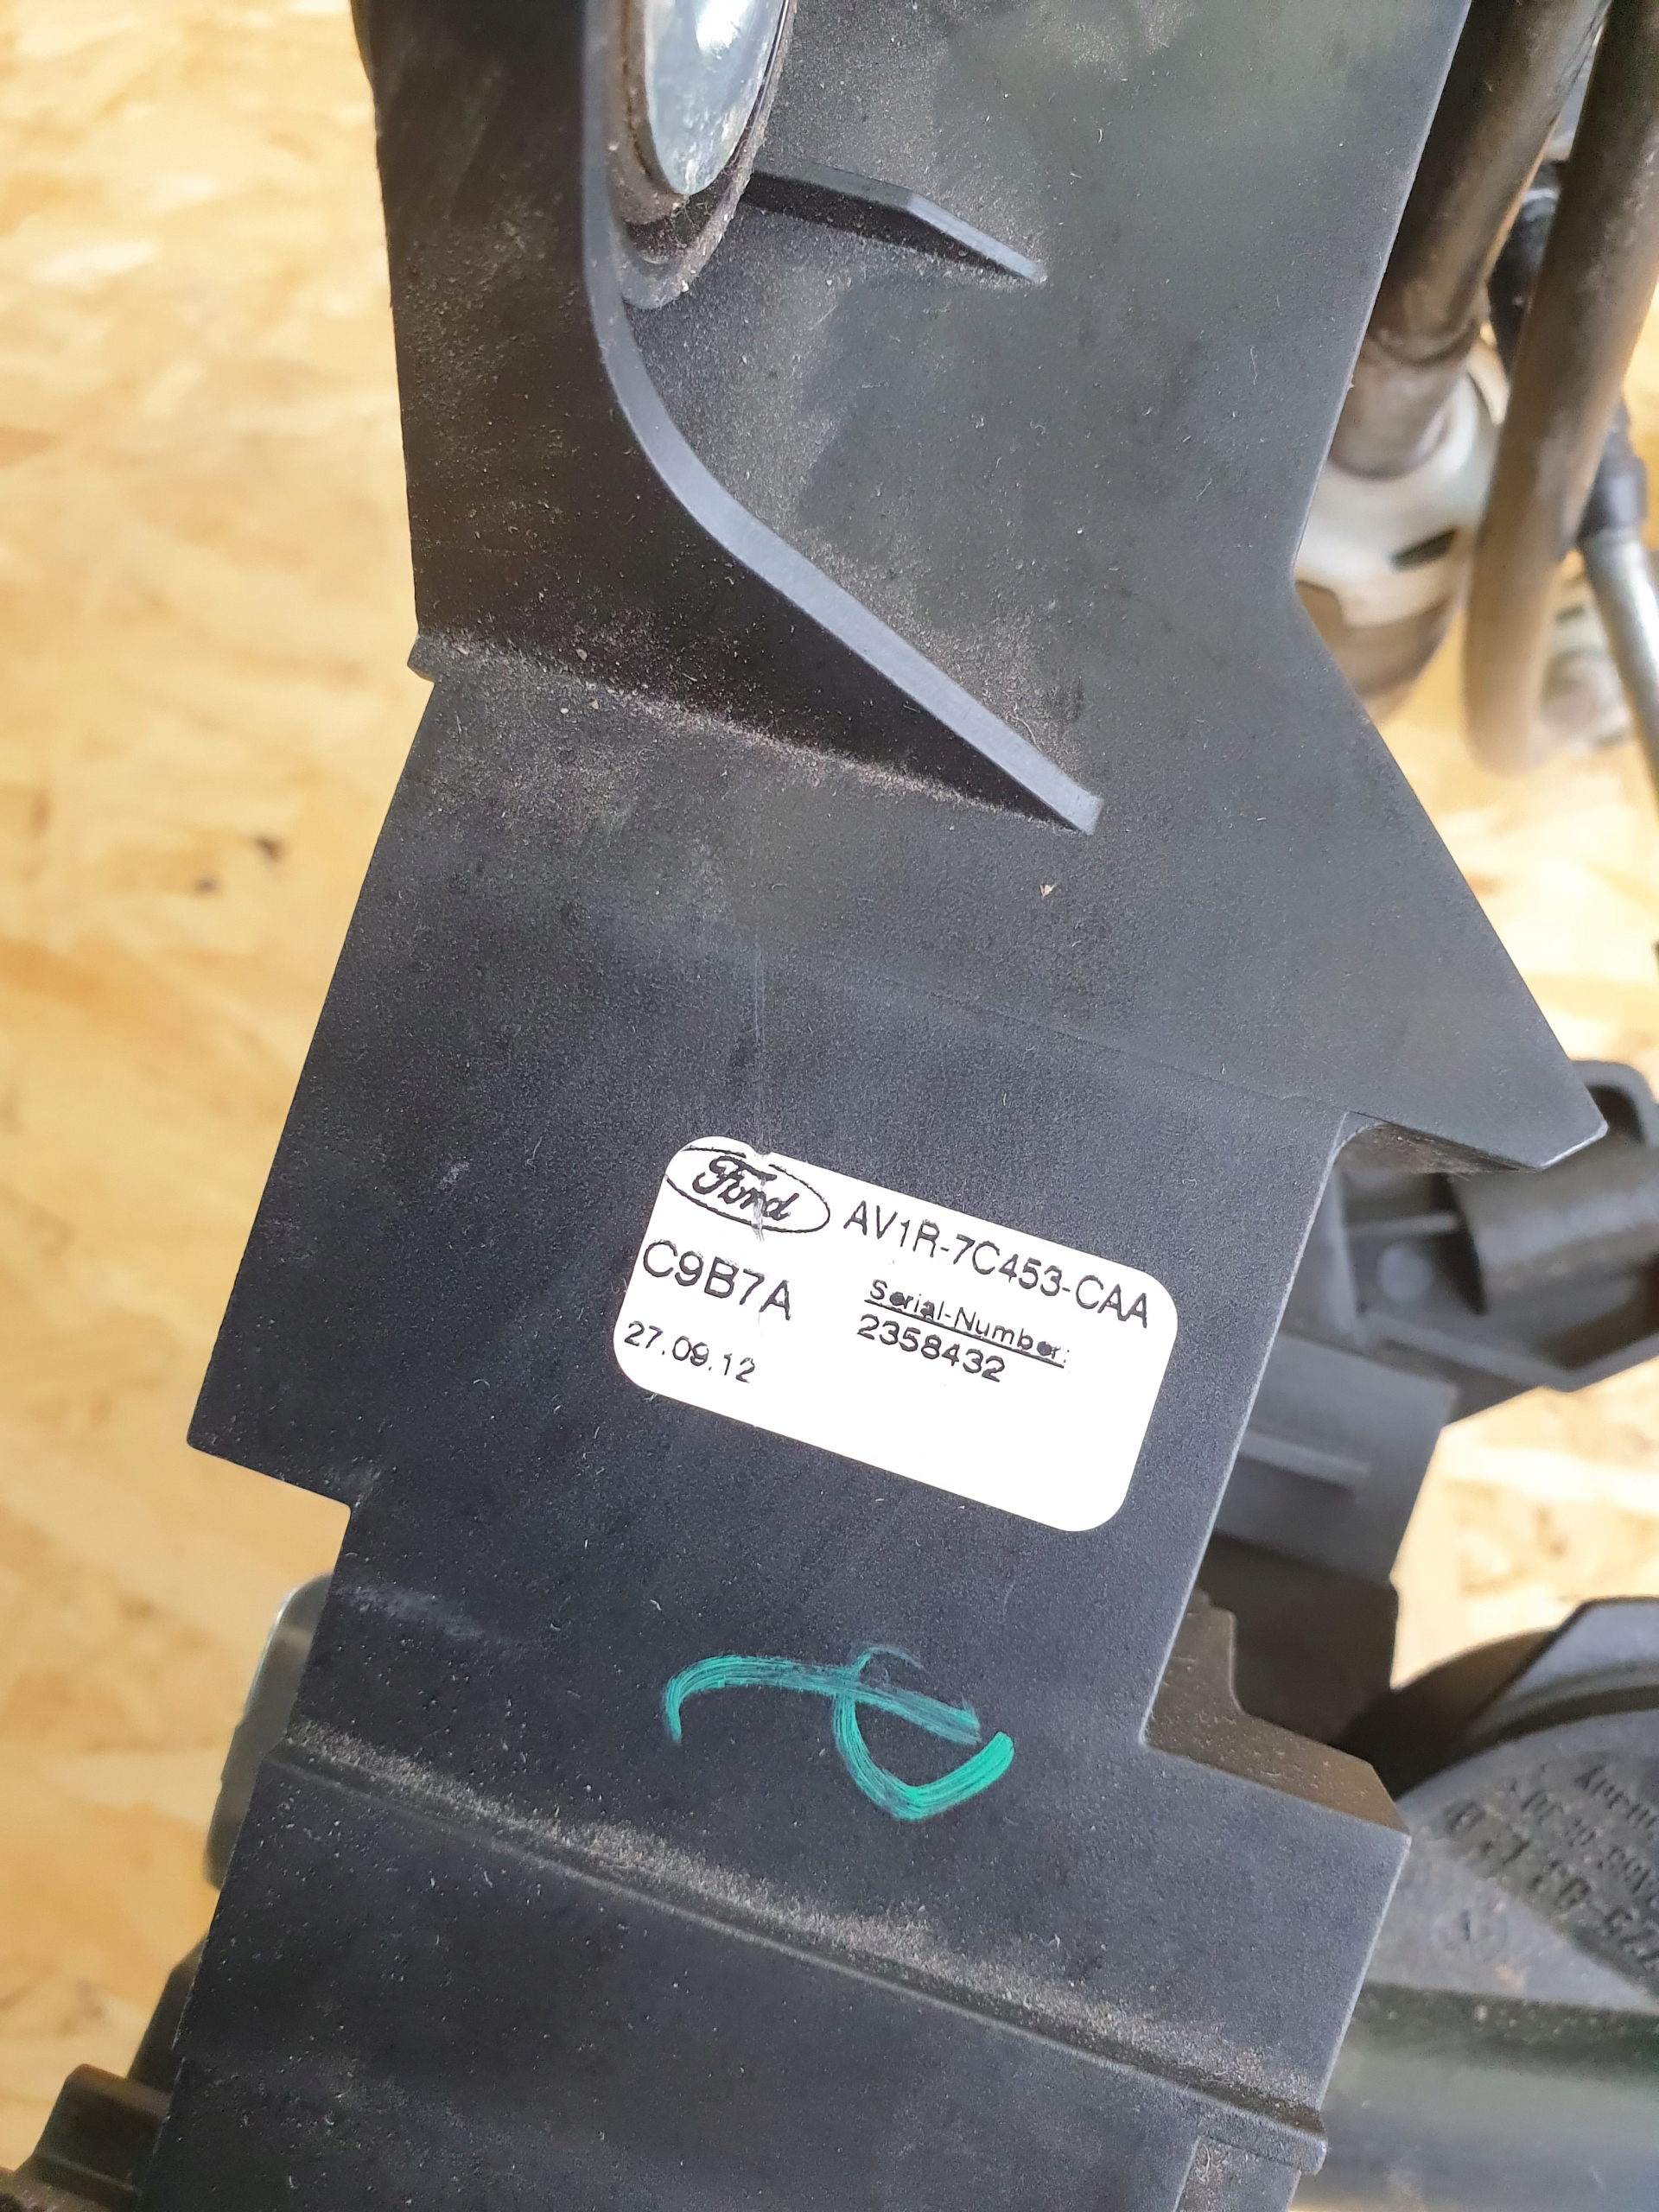 Ford AV1R-7C453-CAA
C9B7A
Serial-Number:
2358432
27.09.12